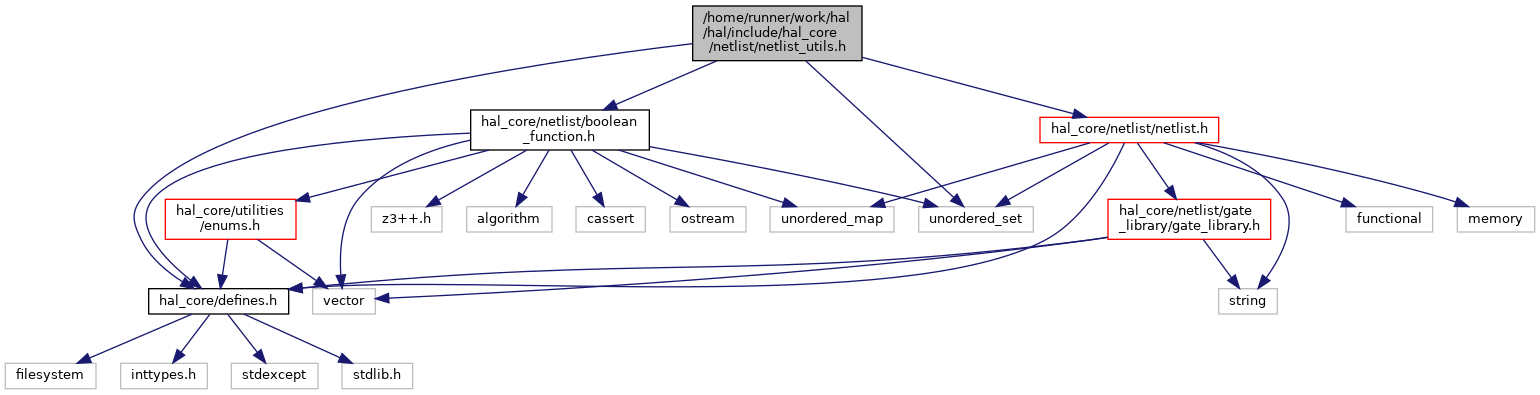 /home/runner/work/hal
/hal/include/hal_core
/netlist/netlist_utils.h
hal_core/netlist/boolean
_function.h
hal_core/netlist/netlist.h
hal_core/utilities
/enums.h
z3++.h
algorithm
cassert
ostream
unordered_map
unordered_set
hal_core/netlist/gate
_library/gate_library.h
functional
memory
hal_core/defines.h
vector
string
filesystem
inttypes.h
stdexcept
stdlib.h